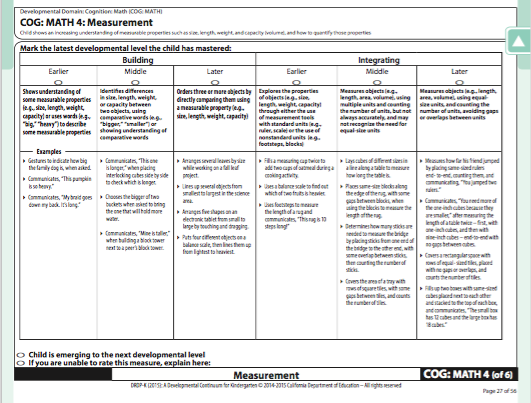 Developmental Domain: Cognition: Math (COG: MATH)
COG: MATH 4: Measurement
Child shows an increasing understanding of measurable properties such as size, length, weight, and capacity (volume), and how to quantify those properties
Mark the latest developmental level the child has mastered:
Building Integrating
Earlier Middle Later Earlier Middle Later
Shows understanding of
some measurable properties
(e.g., size, length, weight,
capacity) or uses words (e.g.,
"big," "heavy") to describe
some measurable properties
Identifies differences
in size, length, weight,
or capacity between
two objects, using
comparative words (e.g.,
"bigger," "smaller") or
showing understanding of
comparative words
Orders three or more objects by
directly comparing them using
a measurable property (e.g.,
size, length, weight, capacity)
Explores the properties
of objects (e.g., size,
length, weight, capacity)
through either the use
of measurement tools
with standard units (e.g.,
ruler, scale) or the use of
nonstandard units (e.g.,
footsteps, blocks)
Measures objects (e.g.,
length, area, volume), using
multiple units and counting
the number of units, but not
always accurately, and may
not recognize the need for
equal-size units
Measures objects (e.g., length,
area, volume), using equal-
size units, and counting the
number of units, avoiding gaps
or overlaps between units
Examples
Gestures to indicate how big
the family dog is, when asked.
Communicates, "This pumpkin
is so heavy."
Communicates, "My braid goes
down my back. It's long."
Communicates, "This one
is longer," when placing
interlocking cubes side by side
to check which is longer.
Chooses the bigger of two
buckets when asked to bring
the one that will hold more
water.
Communicates, "Mine is taller,"
when building a block tower
next to a peer's block tower.
Arranges several leaves by size
while working on a fall leaf
project.
Lines up several objects from
smallest to largest in the science
area.
Arranges five shapes on an
electronic tablet from small to
large by touching and dragging.
Puts four different objects on a
balance scale, then lines them up
from lightest to heaviest.
Fills a measuring cup twice to
add two cups of oatmeal during a
cooking activity.
Uses a balance scale to find out
which of two fruits is heavier.
Uses footsteps to measure
the length of a rug and
communicates, "This rug is 10
steps long!"
Lays cubes of different sizes in
a line along a table to measure
how long the table is.
Places same-size blocks along
the edge of the rug, with some
gaps between blocks, when
using the blocks to measure the
length of the rug.
Determines how many sticks are
needed to measure the bridge
by placing sticks from one end of
the bridge to the other end, with
some overlap between sticks,
then counting the number of
sticks.
Covers the area of a tray with
rows of square tiles, with some
gaps between tiles, and counts
the number of tiles.
Measures how far his friend jumped
by placing same-sized rulers
end-to-end, counting them, and
communicating, "You jumped two
rulers."
Communicates, "You need more of
the one-inch cubes because they
are smaller," after measuring the
length of a table twice – first, with
one-inch cubes, and then with
nine-inch cubes – end-to-end with
no gaps between cubes.
Covers a rectangular space with
rows of equal-sized tiles, placed
with no gaps or overlaps, and
counts the number of tiles.
Fills up two boxes with same-sized
cubes placed next to each other
and stacked to the top of each box,
and communicates, "The small box
has 12 cubes and the large box has
18 cubes."
Child is emerging to the next developmental level
If you are unable to rate this measure, explain here:
Measurement COG: MATH 4 (of 6)
DRDP-K (2015): A Developmental Continuum for Kindergarten © 2014-2015 California Department of Education – All rights reserved
Page 27 of 56